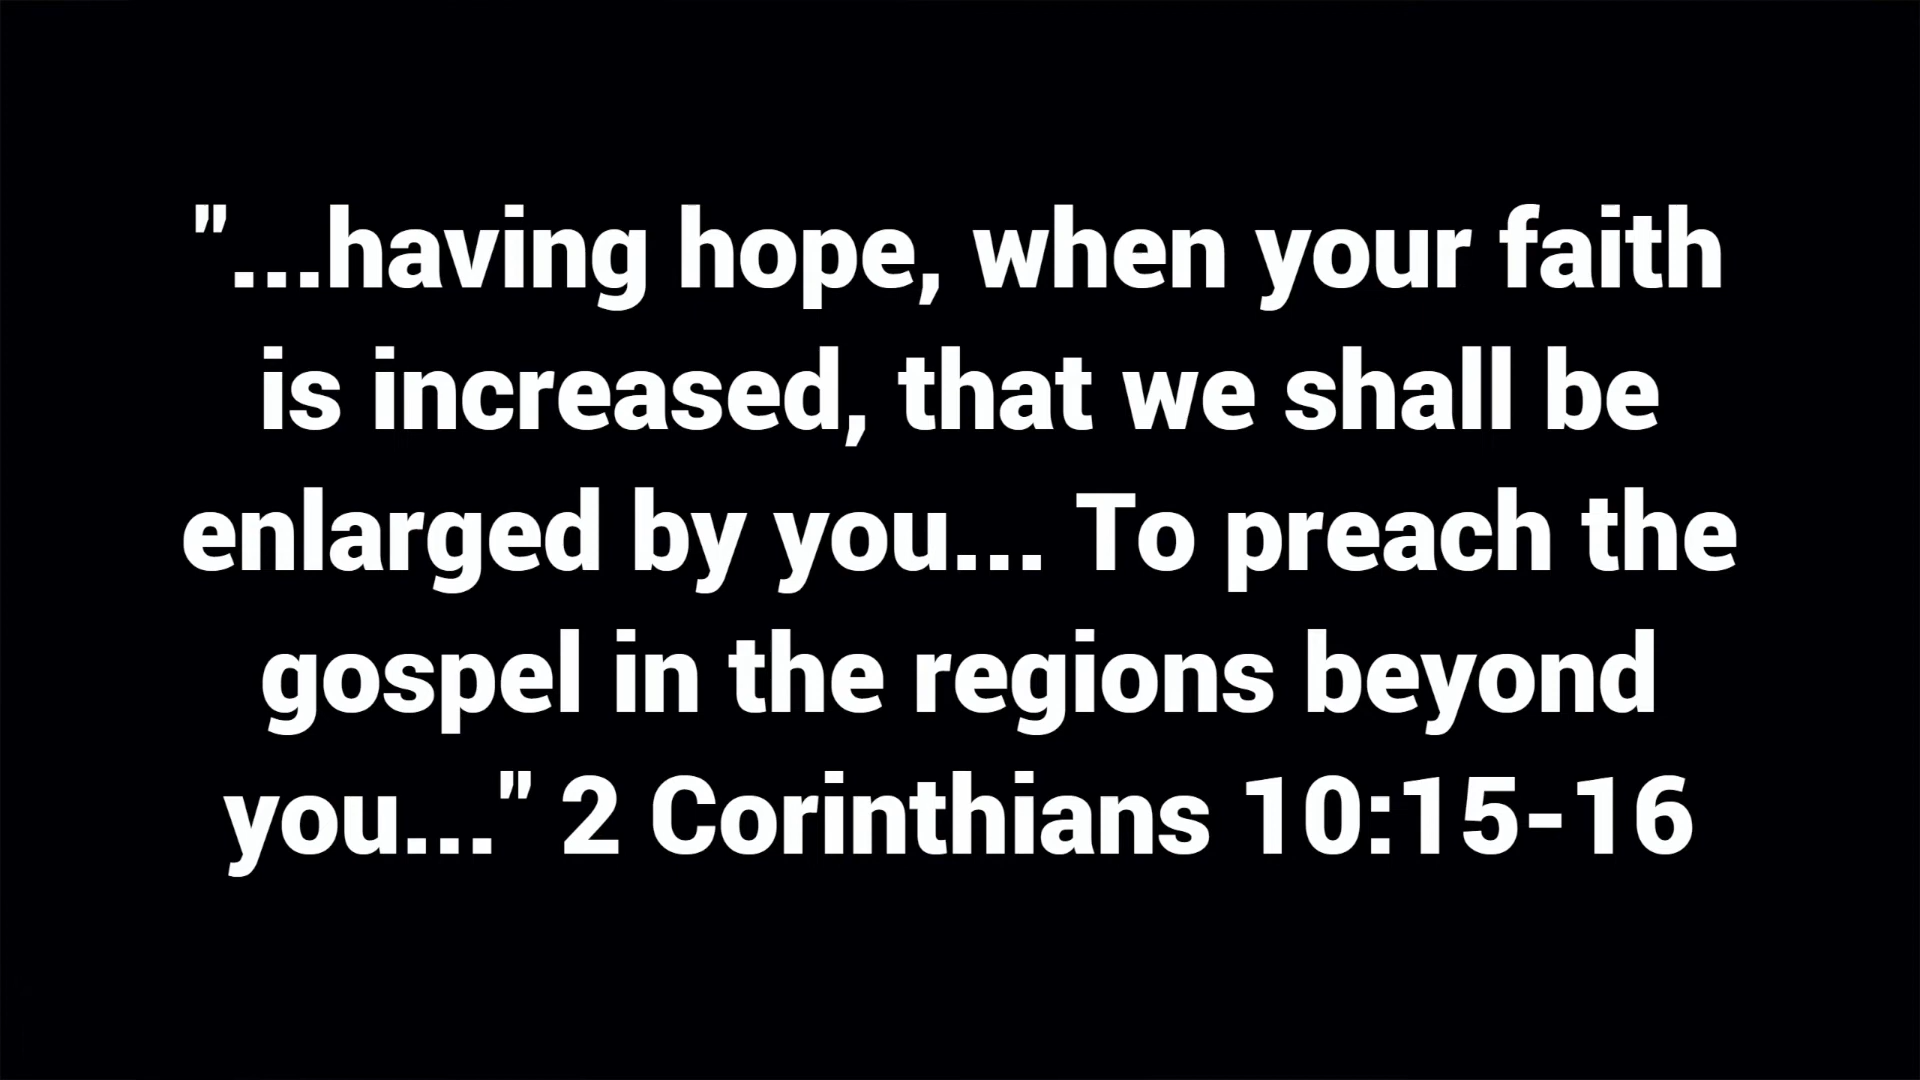 "...having hope, when your faith
is increased, that we shall be
enlarged by you... To preach the
gospel in the regions beyond
you..." 2 Corinthians 10:15-16